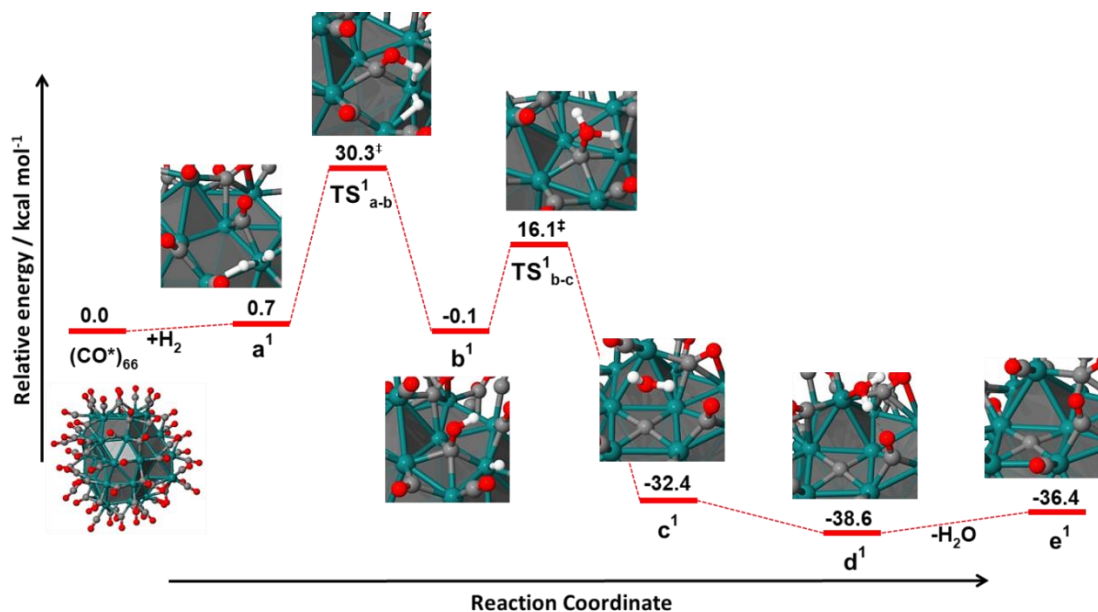 Relative energy / kcal mol⁻¹
0.0
(CO*)₆₆
+H₂
0.7
a¹
30.3‡
TS¹ₐ₋b
-0.1
b¹
16.1‡
TS¹b-c
-32.4
c¹
-38.6
d¹
-H₂O
-36.4
e¹
Reaction Coordinate